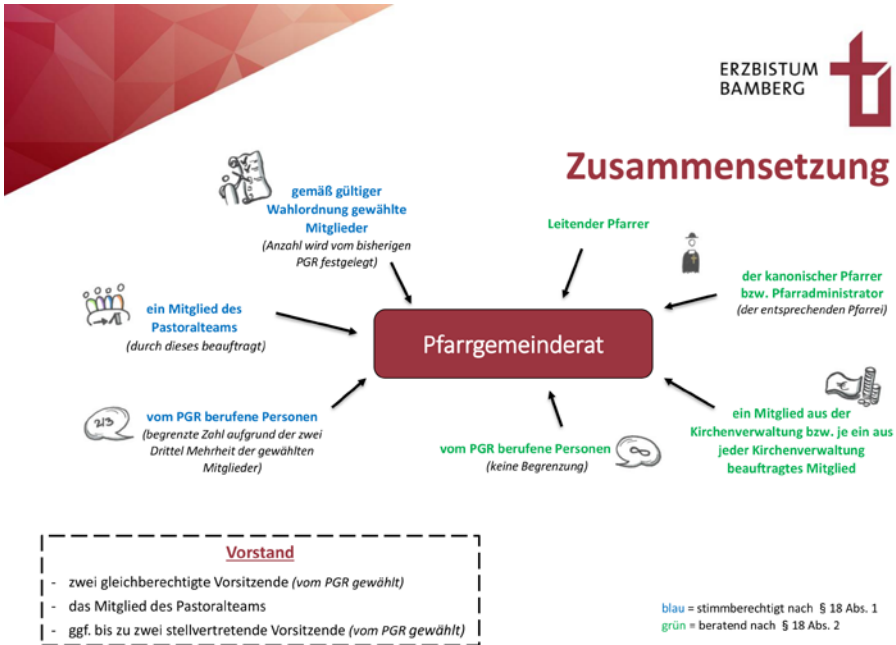 ERZBISTUM
BAMBERG
Zusammensetzung
gemäß gültiger
Wahlordnung gewählte
Mitglieder
(Anzahl wird vom bisherigen
PGR festgelegt)
Leitender Pfarrer
der kanonischer Pfarrer
bzw. Pfarradministrator
(der entsprechenden Pfarrei)
ein Mitglied des
Pastoralteams
(durch dieses beauftragt)
Pfarrgemeinderat
2/3
vom PGR berufene Personen
(begrenzte Zahl aufgrund der zwei
Drittel Mehrheit der gewählten
Mitglieder)
vom PGR berufene Personen
(keine Begrenzung)
∞
€
ein Mitglied aus der
Kirchenverwaltung bzw. je ein aus
jeder Kirchenverwaltung
beauftragtes Mitglied
Vorstand
- zwei gleichberechtigte Vorsitzende (vom PGR gewählt)
- das Mitglied des Pastoralteams
- ggf. bis zu zwei stellvertretende Vorsitzende (vom PGR gewählt)
blau = stimmberechtigt nach § 18 Abs. 1
grün = beratend nach § 18 Abs. 2